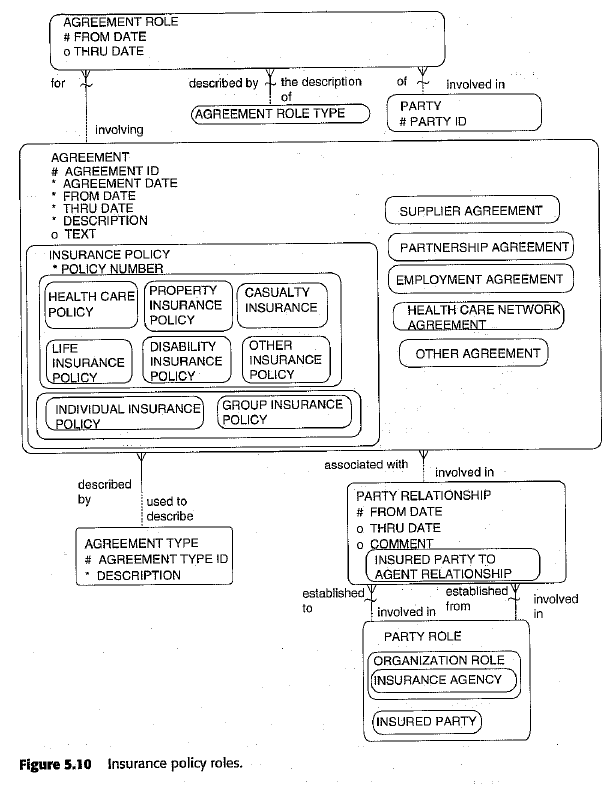 AGREEMENT ROLE
# FROM DATE
o THRU DATE
for
described by
the description
of
of
involved in
AGREEMENT ROLE TYPE
PARTY
# PARTY ID
involving
AGREEMENT
# AGREEMENT ID
* AGREEMENT DATE
* FROM DATE
* THRU DATE
* DESCRIPTION
o TEXT
INSURANCE POLICY
* POLICY NUMBER
HEALTH CARE
POLICY
PROPERTY
INSURANCE
POLICY
CASUALTY
INSURANCE
LIFE
INSURANCE
POLICY
DISABILITY
INSURANCE
POLICY
OTHER
INSURANCE
POLICY
INDIVIDUAL INSURANCE
POLICY
GROUP INSURANCE
POLICY
SUPPLIER AGREEMENT
PARTNERSHIP AGREEMENT
EMPLOYMENT AGREEMENT
HEALTH CARE NETWORK
AGREEMENT
OTHER AGREEMENT
described
by
used to
describe
AGREEMENT TYPE
# AGREEMENT TYPE ID
* DESCRIPTION
associated with
involved in
PARTY RELATIONSHIP
# FROM DATE
o THRU DATE
o COMMENT
INSURED PARTY TO
AGENT RELATIONSHIP
established
to
involved in
established
from
involved
in
PARTY ROLE
ORGANIZATION ROLE
INSURANCE AGENCY
INSURED PARTY
Figure 5.10 Insurance policy roles.